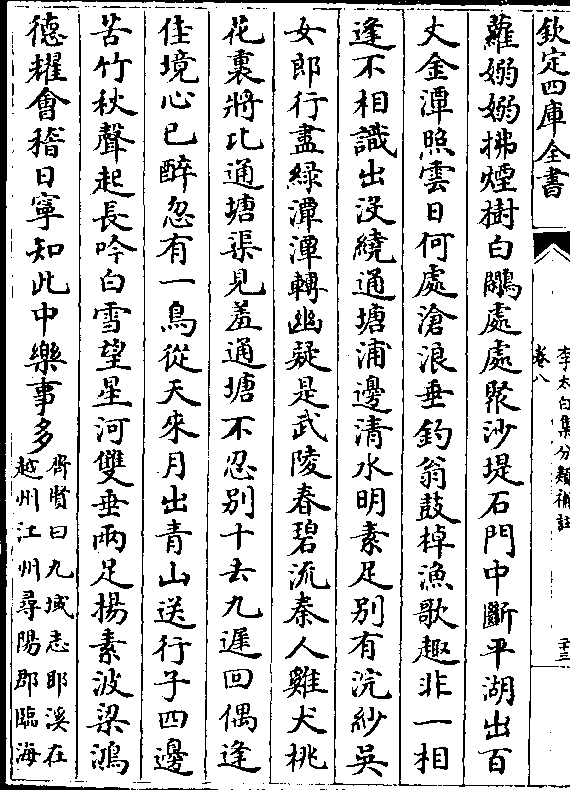 欽定四庫全書
李太白集分類補註
卷八
二十三
蘿嫋嫋拂煙樹白鷴處處聚沙堤石門中斷平湖出百
丈金潭照雲日何處滄浪垂釣翁鼓棹漁歌趣非一相
逢不相識出沒繞通塘浦邊清水明素足别有浣紗吳
女郎行盡綠潭潭轉幽疑是武陵春碧流秦人雞犬桃
花裏將比通塘渠見羞通塘不忍别十去九遲回偶逢
佳境心已醉忽有一鳥從天來月出青山送行子四邊
苦竹秋聲起長吟白雪望星河雙垂兩足揚素波梁鴻
德耀會稽日寧知此中樂事多
齊賢曰九域志耶溪在
越州江州尋陽郡臨海